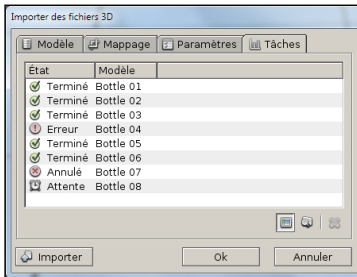 Importer des fichiers 3D
Modèle Mappage Paramètres Tâches
État Modèle
Terminé Bottle 01
Terminé Bottle 02
Terminé Bottle 03
Erreur Bottle 04
Terminé Bottle 05
Terminé Bottle 06
Annulé Bottle 07
Attente Bottle 08
Importer Ok Annuler